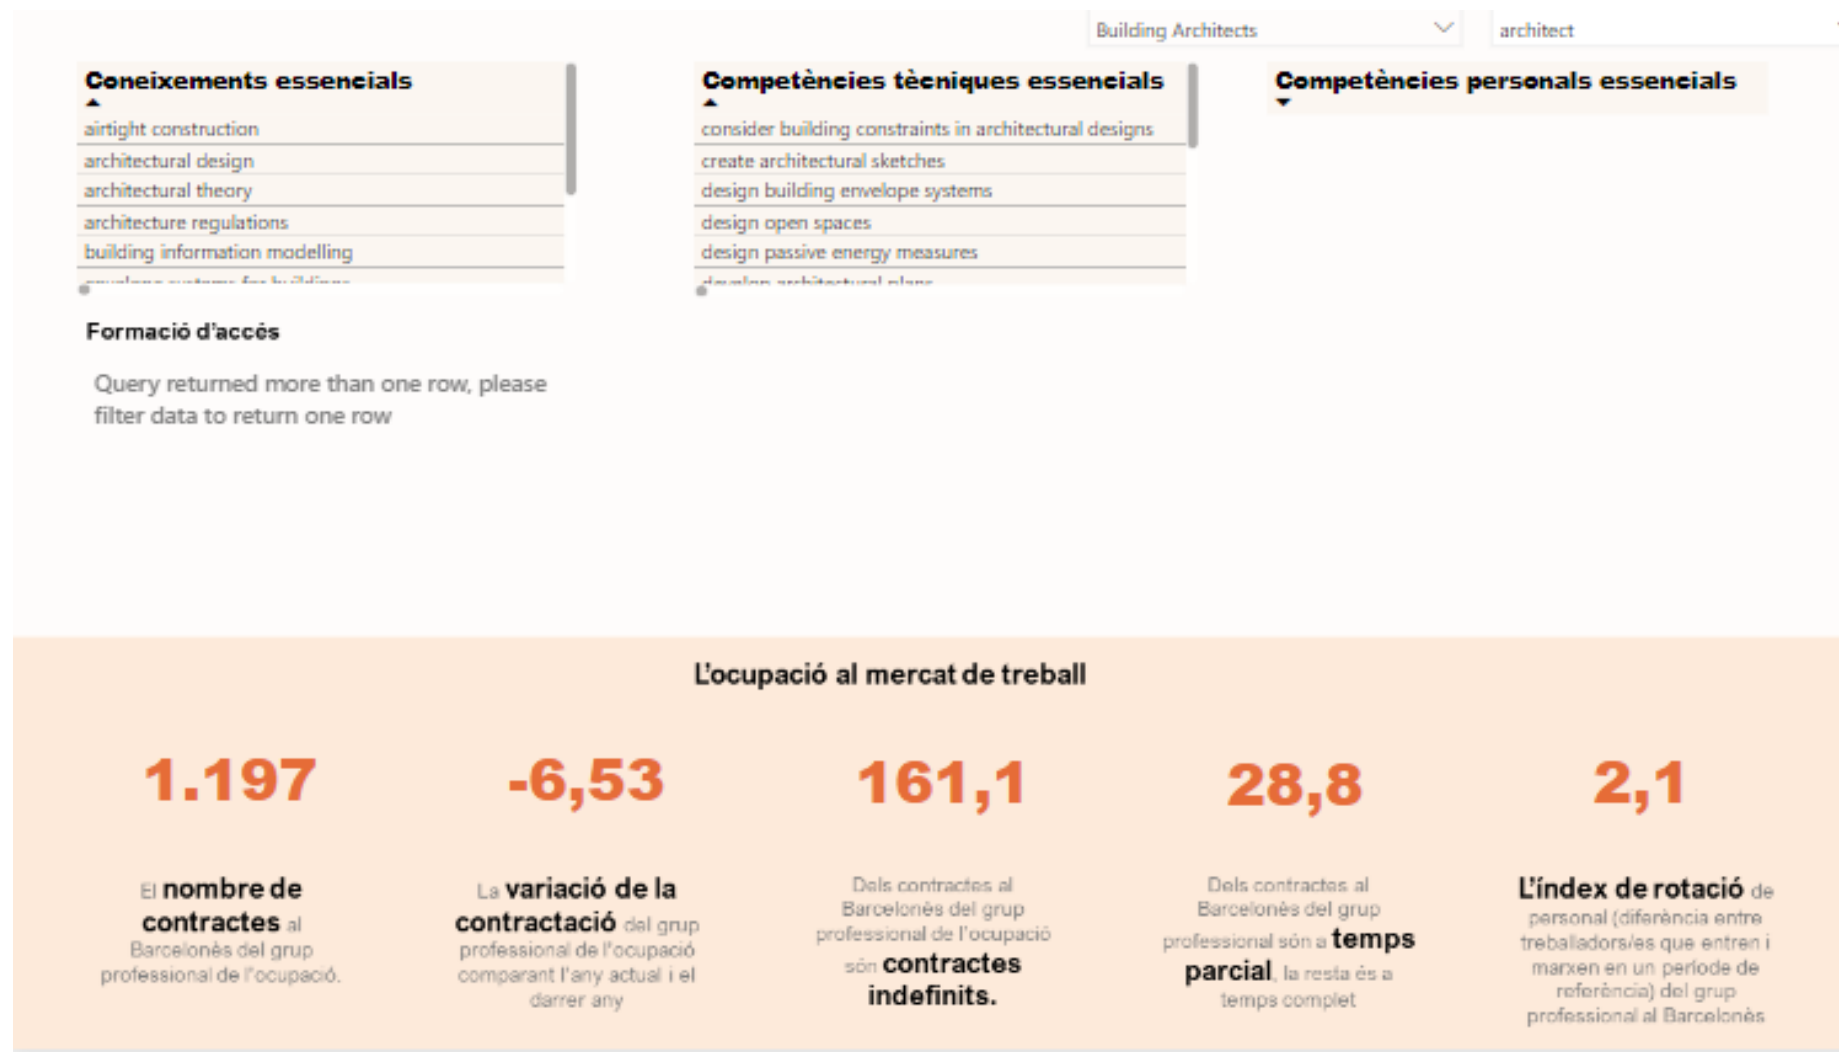 Building Architects
architect
Coneixements essencials
airtight construction
architectural design
architectural theory
architecture regulations
building information modelling
envelope systems for buildings
Competències tècniques essencials
consider building constraints in architectural designs
create architectural sketches
design building envelope systems
design open spaces
design passive energy measures
develop architectural plans
Competències personals essencials
Formació d'accés
Query returned more than one row, please
filter data to return one row
L'ocupació al mercat de treball
1.197
El nombre de
contractes al
Barcelonès del grup
professional de l'ocupació.
-6,53
La variació de la
contractació del grup
professional de l'ocupació
comparant l'any actual i el
darrer any
161,1
Dels contractes al
Barcelonès del grup
professional de l'ocupació
són contractes
indefinits.
28,8
Dels contractes al
Barcelonès del grup
professional són a temps
parcial, la resta és a
temps complet
2,1
L'índex de rotació de
personal (diferència entre
treballadors/es que entren i
marxen en un període de
referència) del grup
professional al Barcelonès